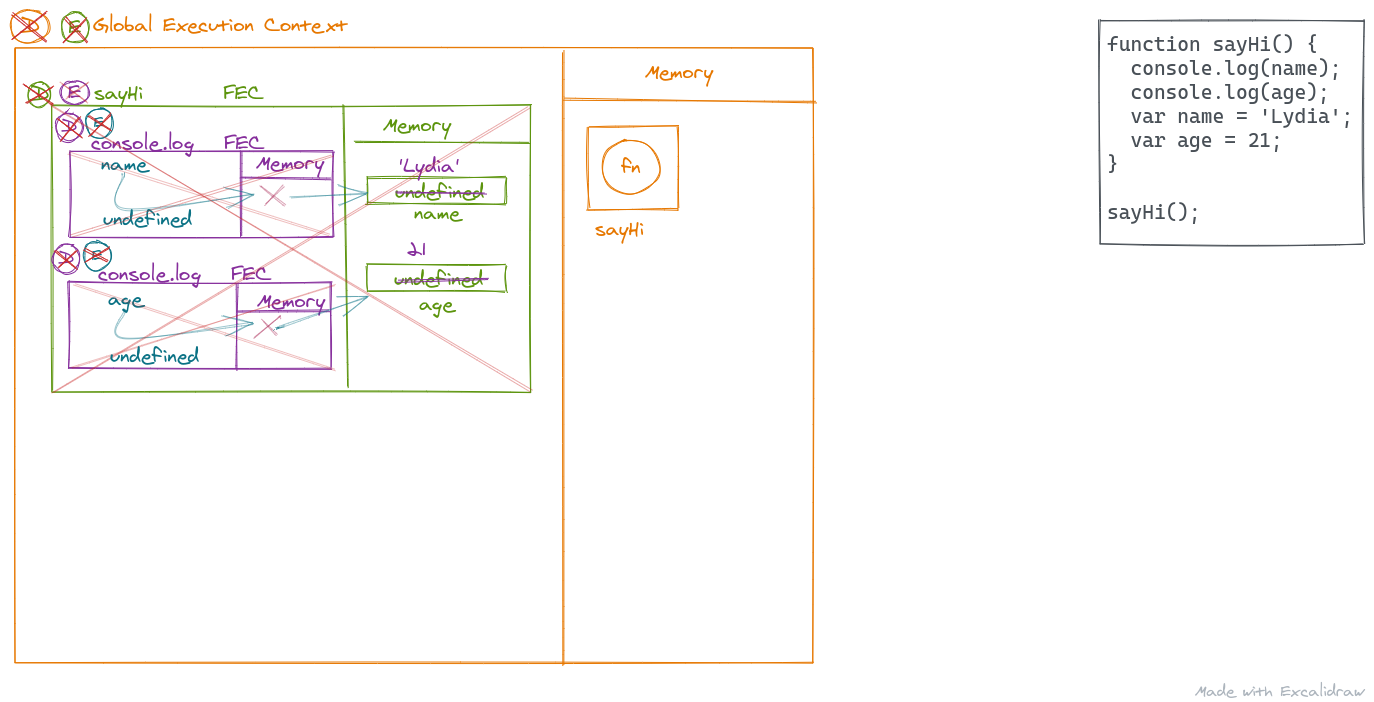 D E Global Execution Context
Memory
D E sayHi FEC
Memory
D E
console.log FEC
name
Memory
undefined
'Lydia'
undefined
name
D E
console.log FEC
age
Memory
undefined
21
undefined
age
fn
sayHi
function sayHi() {
  console.log(name);
  console.log(age);
  var name = 'Lydia';
  var age = 21;
}
sayHi();
Made with Excalidraw